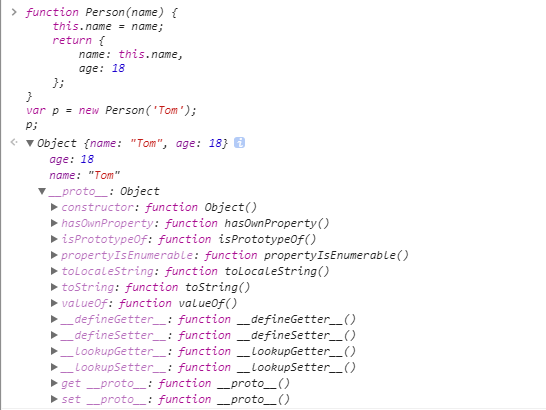 function Person(name) {
this.name = name;
return {
name: this.name,
age: 18
};
}
var p = new Person('Tom');
p;
Object {name: "Tom", age: 18}
age: 18
name: "Tom"
__proto__: Object
constructor: function Object()
hasOwnProperty: function hasOwnProperty()
isPrototypeOf: function isPrototypeOf()
propertyIsEnumerable: function propertyIsEnumerable()
toLocaleString: function toLocaleString()
toString: function toString()
valueOf: function valueOf()
__defineGetter__: function __defineGetter__()
__defineSetter__: function __defineSetter__()
__lookupGetter__: function __lookupGetter__()
__lookupSetter__: function __lookupSetter__()
get __proto__: function __proto__()
set __proto__: function __proto__()